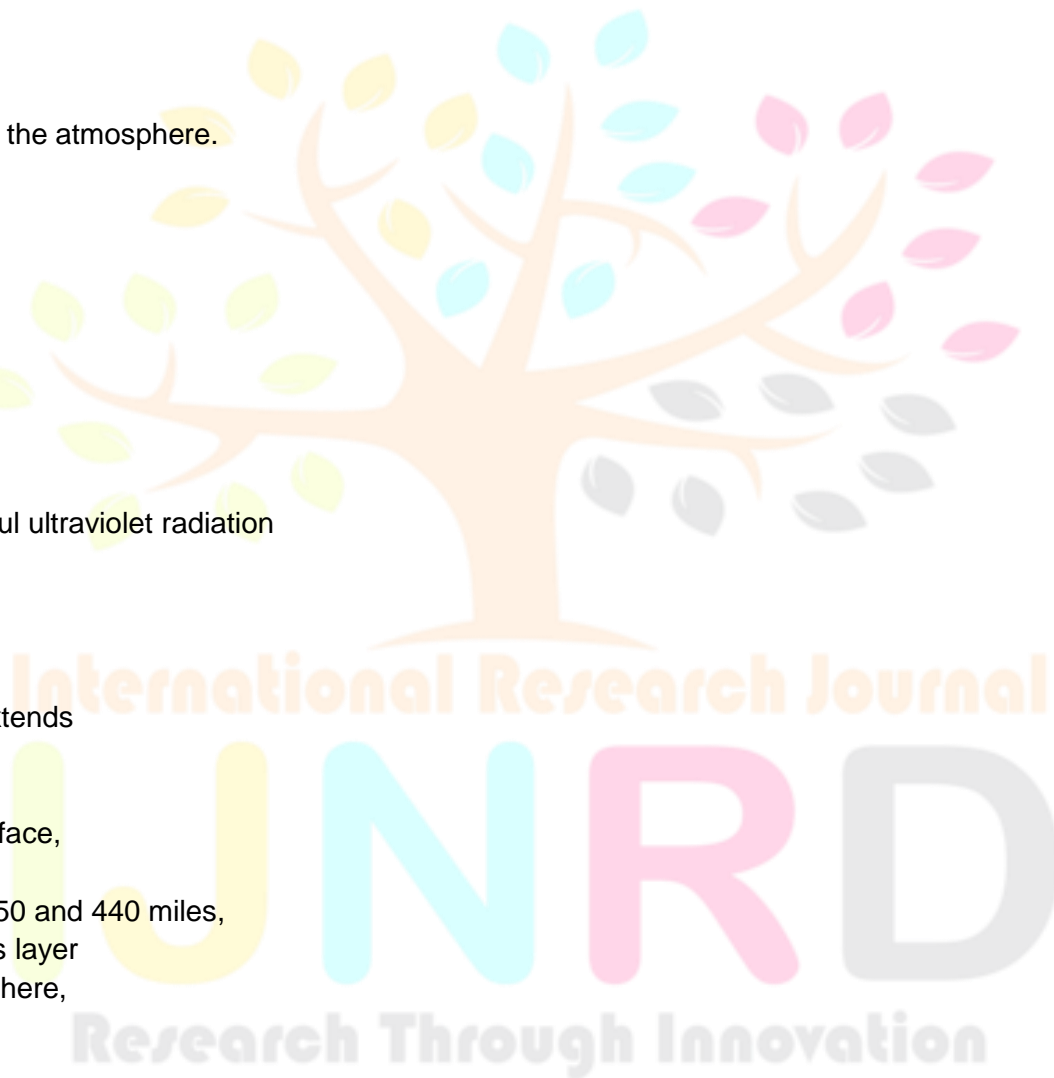 the atmosphere.
ul ultraviolet radiation
International Research Journal
tends
face,
50 and 440 miles,
s layer
here,
IJNRD
Research Through Innovation